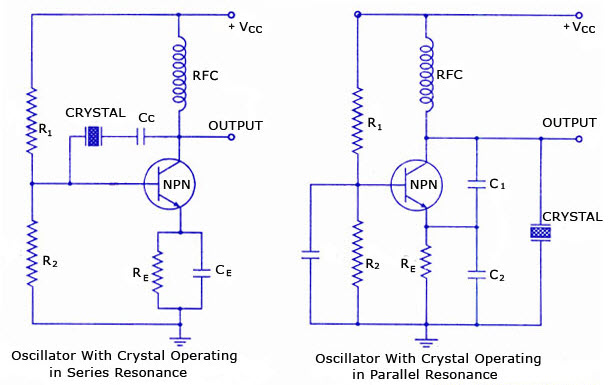 + VCC
RFC
CRYSTAL
CC
R1
OUTPUT
NPN
R2
RE
CE
Oscillator With Crystal Operating
in Series Resonance
+ VCC
RFC
R1
OUTPUT
NPN
C1
CRYSTAL
R2
RE
C2
Oscillator With Crystal Operating
in Parallel Resonance